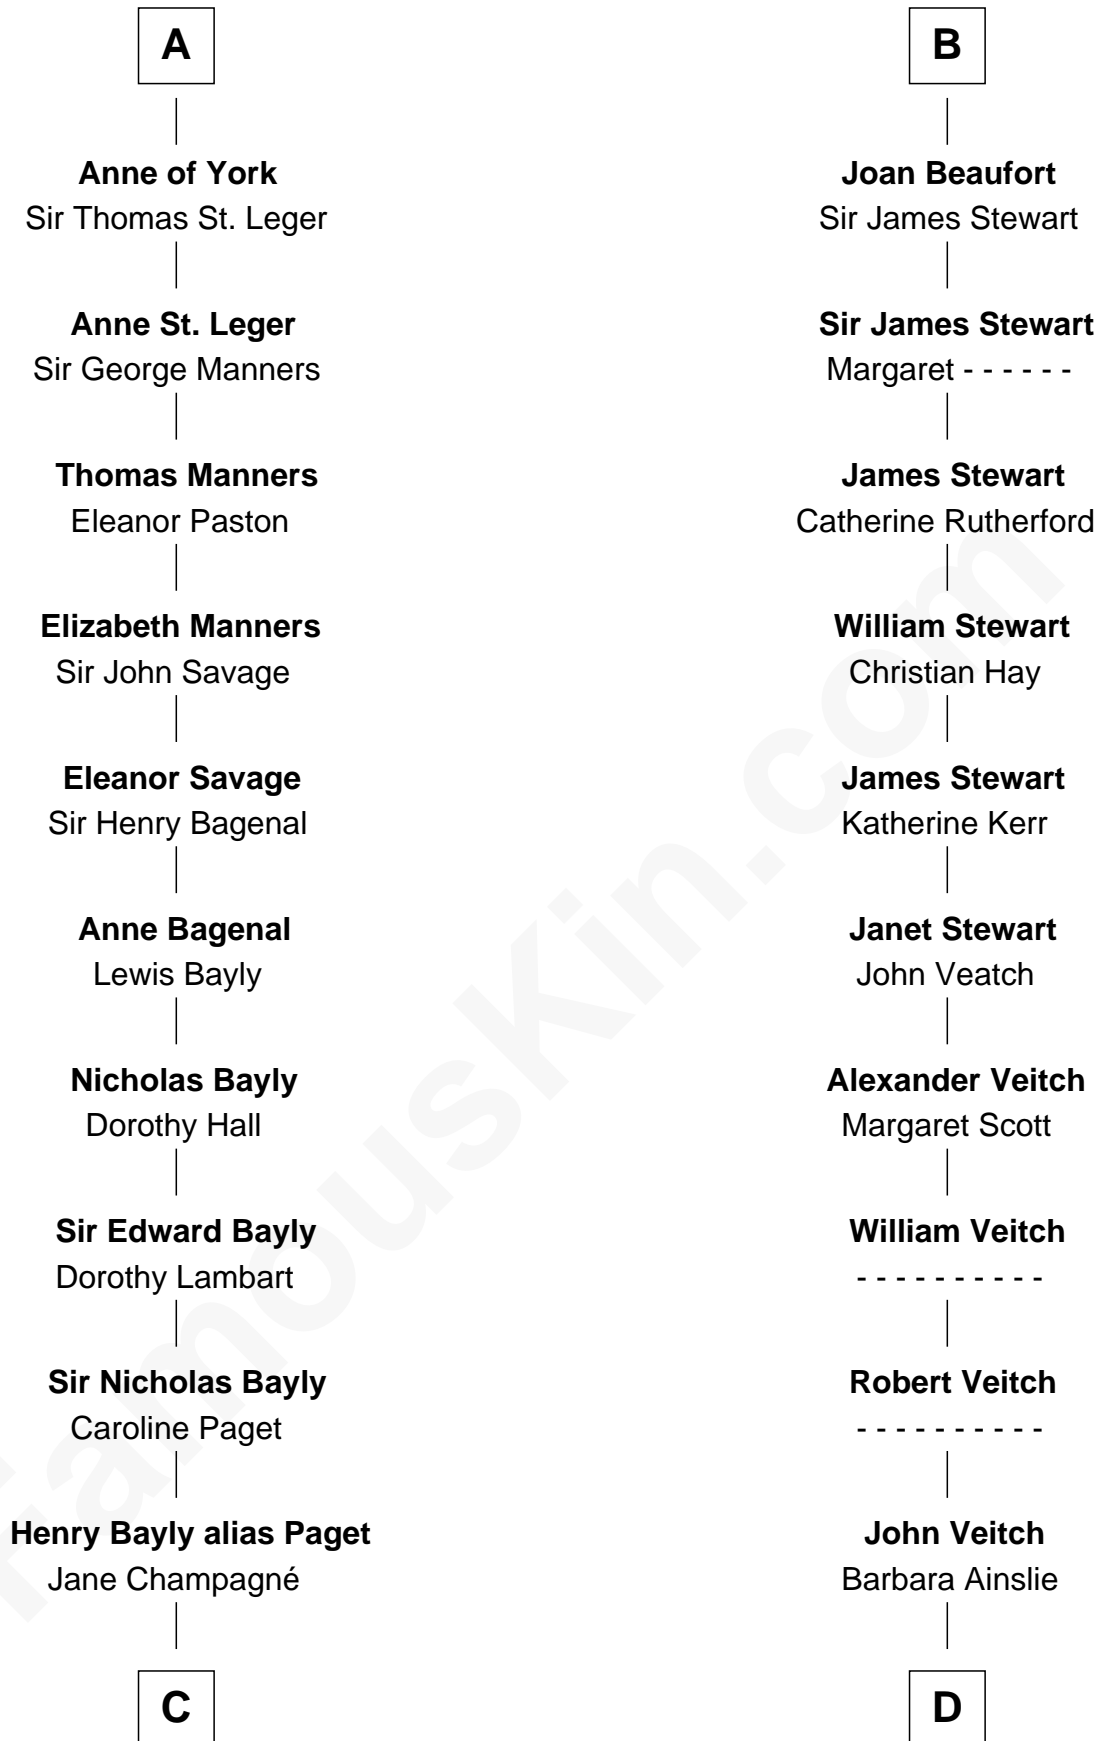 A
Anne of York
Sir Thomas St. Leger
Anne St. Leger
Sir George Manners
Thomas Manners
Eleanor Paston
Elizabeth Manners
Sir John Savage
Eleanor Savage
Sir Henry Bagenal
Anne Bagenal
Lewis Bayly
Nicholas Bayly
Dorothy Hall
Sir Edward Bayly
Dorothy Lambart
Sir Nicholas Bayly
Caroline Paget
Henry Bayly alias Paget
Jane Champagné
C
B
Joan Beaufort
Sir James Stewart
Sir James Stewart
Margaret - - - - - -
James Stewart
Catherine Rutherford
William Stewart
Christian Hay
James Stewart
Katherine Kerr
Janet Stewart
John Veatch
Alexander Veitch
Margaret Scott
William Veitch
- - - - - - - - - -
Robert Veitch
- - - - - - - - - -
John Veitch
Barbara Ainslie
D
FamousKin.com